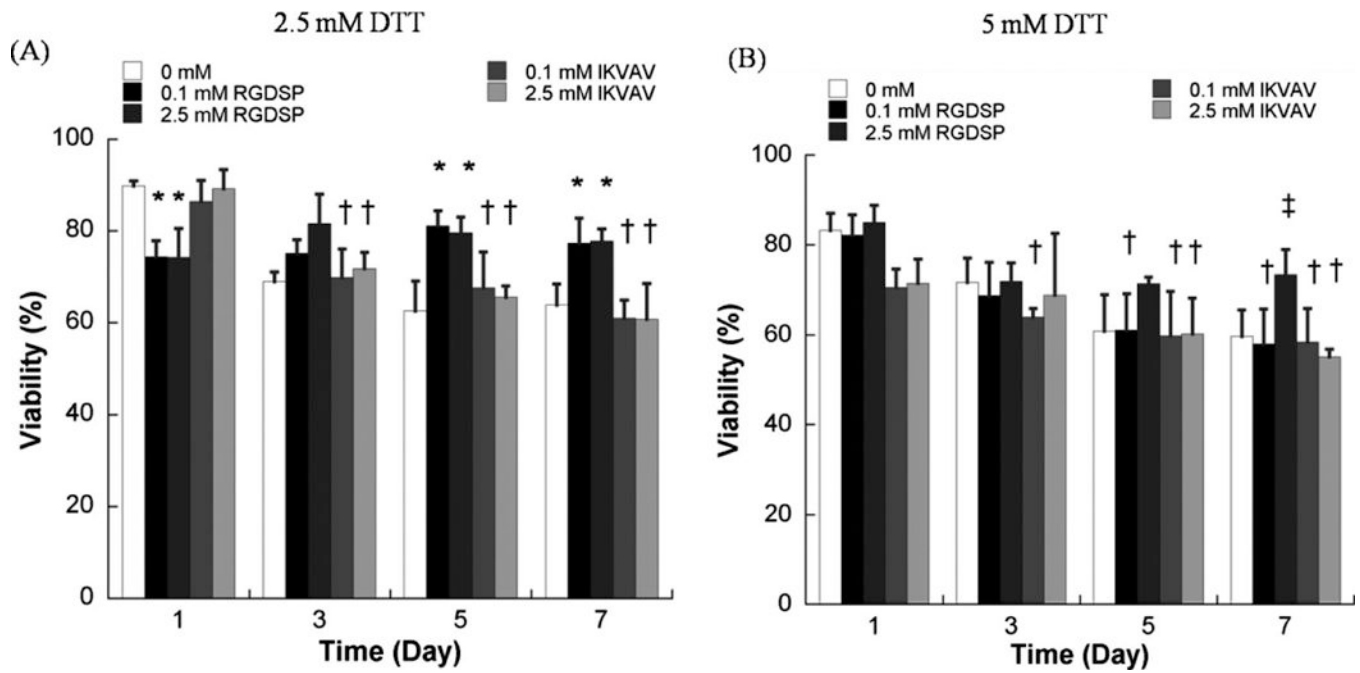 2.5 mM DTT
5 mM DTT
(A)
0 mM
0.1 mM RGDSP
2.5 mM RGDSP
0.1 mM IKVAV
2.5 mM IKVAV
100
80
60
40
20
0
Viability (%)
* *
† †
* *
† †
* *
† †
1 3 5 7
Time (Day)
(B)
0 mM
0.1 mM RGDSP
2.5 mM RGDSP
0.1 mM IKVAV
2.5 mM IKVAV
100
80
60
40
20
0
Viability (%)
†
†
† †
†
‡
† †
1 3 5 7
Time (Day)